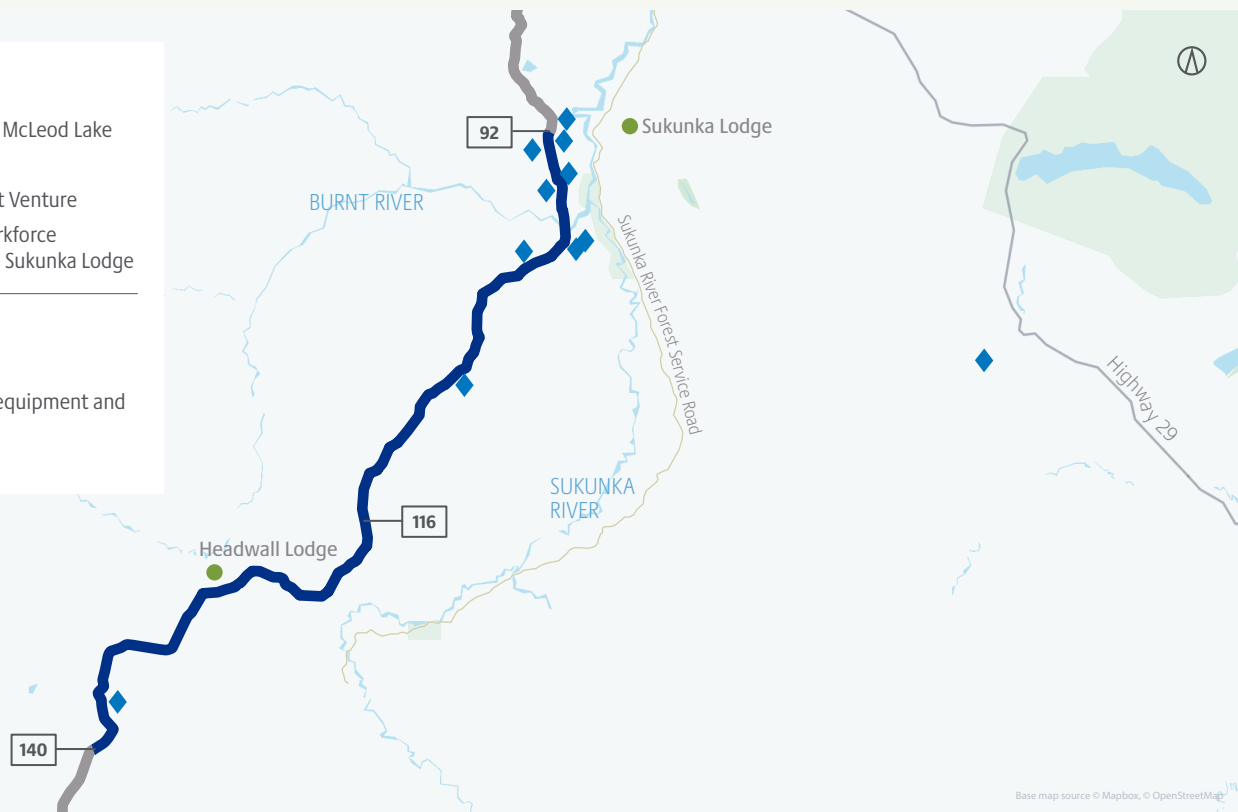 McLeod Lake
t Venture
rkforce
Sukunka Lodge
equipment and
92
Sukunka Lodge
BURNT RIVER
Sukunka River Forest Service Road
Highway 29
SUKUNKA
RIVER
116
Headwall Lodge
140
Base map source © Mapbox, © OpenStreetMap